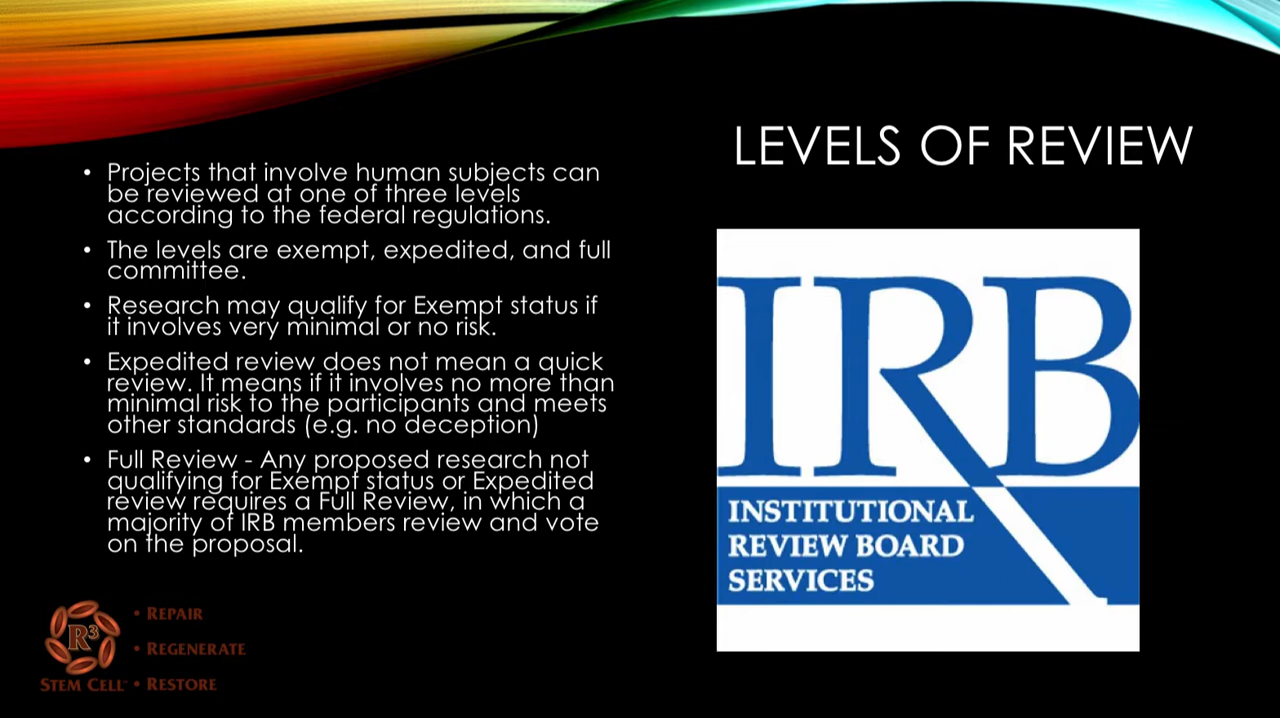 LEVELS OF REVIEW
• Projects that involve human subjects can
be reviewed at one of three levels
according to the federal regulations.
• The levels are exempt, expedited, and full
committee.
• Research may qualify for Exempt status if
it involves very minimal or no risk.
• Expedited review does not mean a quick
review. It means if it involves no more than
minimal risk to the participants and meets
other standards (e.g. no deception)
• Full Review - Any proposed research not
qualifying for Exempt status or Expedited
review requires a Full Review, in which a
majority of IRB members review and vote
on the proposal.
IRB
INSTITUTIONAL
REVIEW BOARD
SERVICES
R³
STEM CELL™
• REPAIR
• REGENERATE
• RESTORE